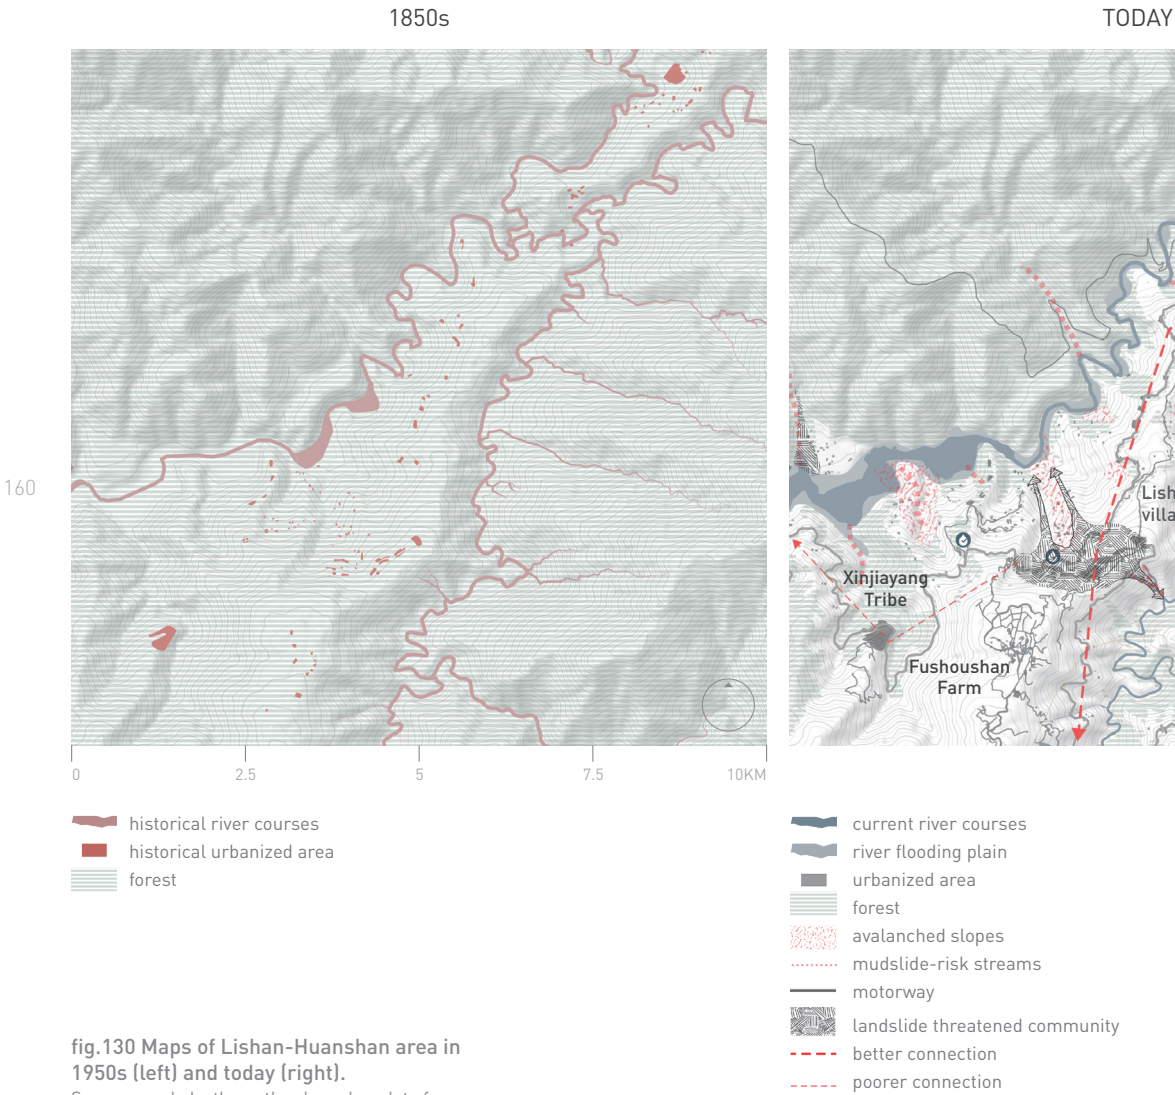 1850s
TODAY
160
Lish
villa
Xinjiayang
Tribe
Fushoushan
Farm
0
2.5
5
7.5
10KM
historical river courses
historical urbanized area
forest
current river courses
river flooding plain
urbanized area
forest
avalanched slopes
mudslide-risk streams
motorway
landslide threatened community
better connection
poorer connection
fig.130 Maps of Lishan-Huanshan area in
1950s (left) and today (right).